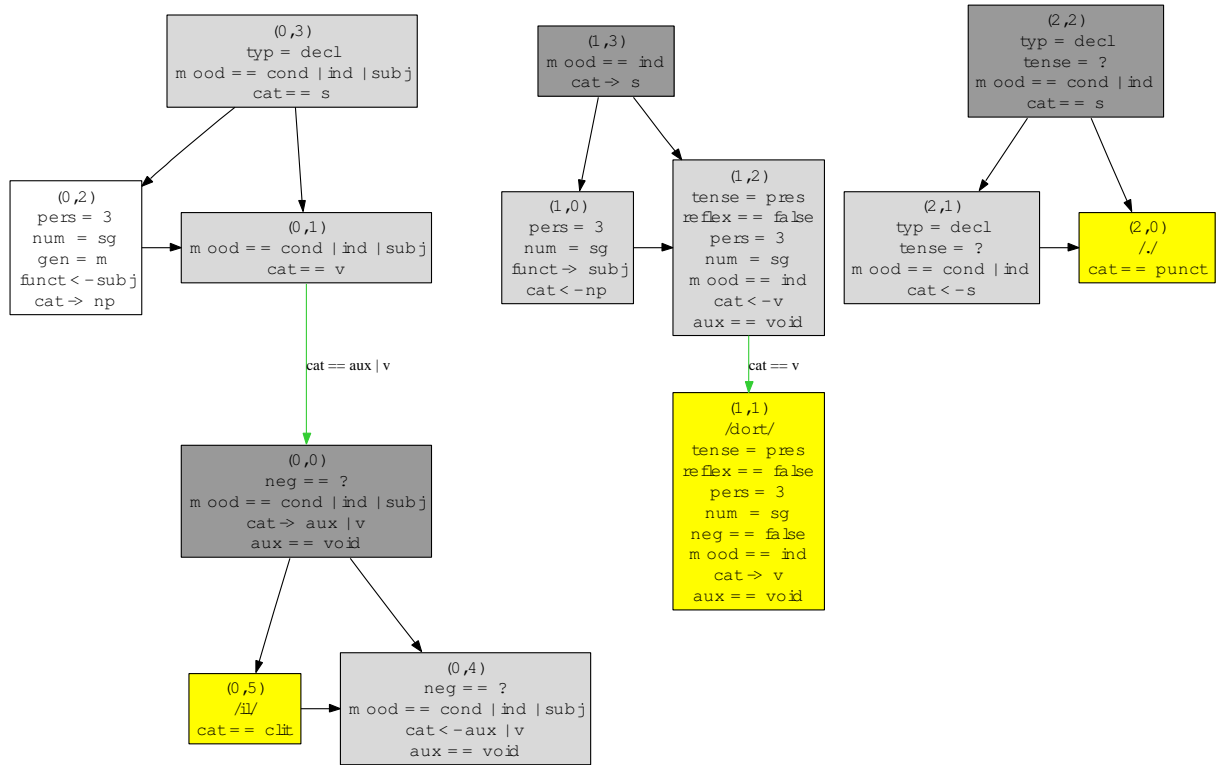 (0,3)
typ = decl
mood == cond | ind | subj
cat == s
(0,2)
pers = 3
num = sg
gen = m
funct <- subj
cat -> np
(0,1)
mood == cond | ind | subj
cat == v
cat == aux | v
(0,0)
neg == ?
mood == cond | ind | subj
cat -> aux | v
aux == void
(0,5)
/il/
cat == clit
(0,4)
neg == ?
mood == cond | ind | subj
cat <- aux | v
aux == void
(1,3)
mood == ind
cat -> s
(1,0)
pers = 3
num = sg
funct -> subj
cat <- np
(1,2)
tense = pres
reflex == false
pers = 3
num = sg
mood == ind
cat <- v
aux == void
cat == v
(1,1)
/dort/
tense = pres
reflex == false
pers = 3
num = sg
neg == false
mood == ind
cat -> v
aux == void
(2,2)
typ = decl
tense = ?
mood == cond | ind
cat == s
(2,1)
typ = decl
tense = ?
mood == cond | ind
cat <- s
(2,0)
/./
cat == punct